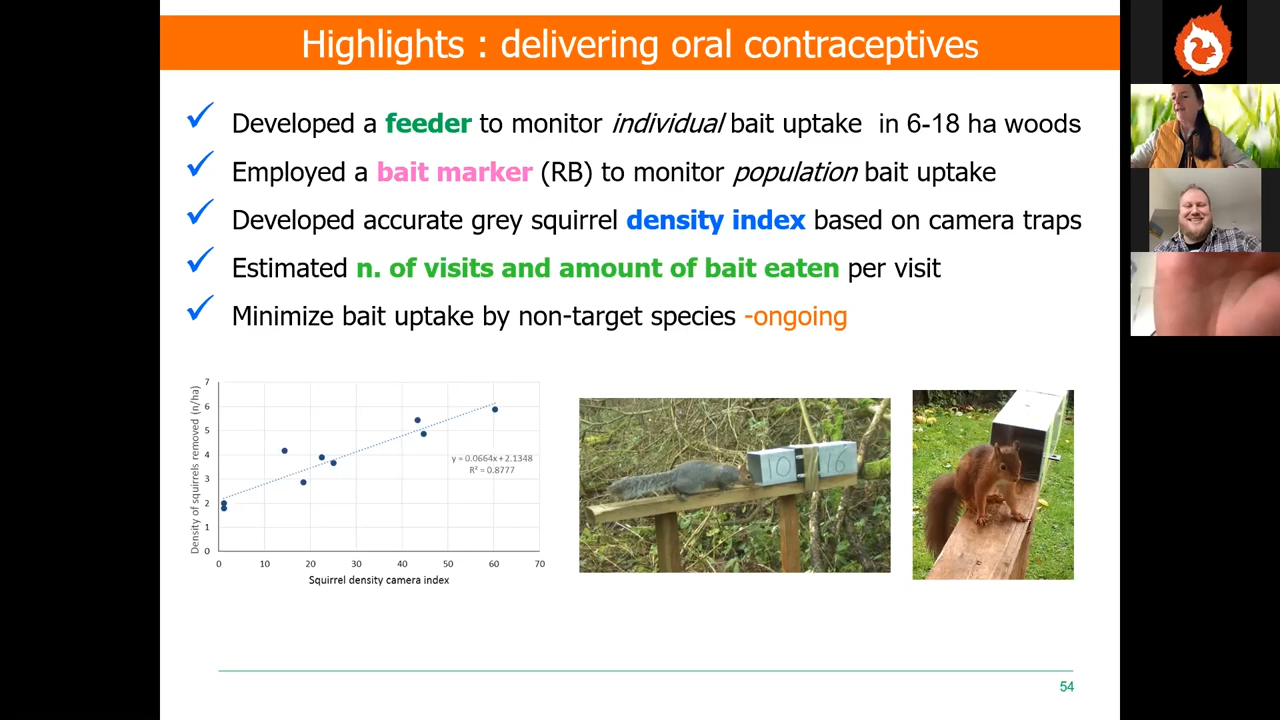 Highlights : delivering oral contraceptives
✓ Developed a feeder to monitor individual bait uptake in 6-18 ha woods
✓ Employed a bait marker (RB) to monitor population bait uptake
✓ Developed accurate grey squirrel density index based on camera traps
✓ Estimated n. of visits and amount of bait eaten per visit
✓ Minimize bait uptake by non-target species -ongoing
Density of squirrels removed (n/ha)
7
6
5
4
3
2
1
0
y = 0.0664x + 2.1348
R² = 0.8777
0 10 20 30 40 50 60 70
Squirrel density camera index
10 16
54